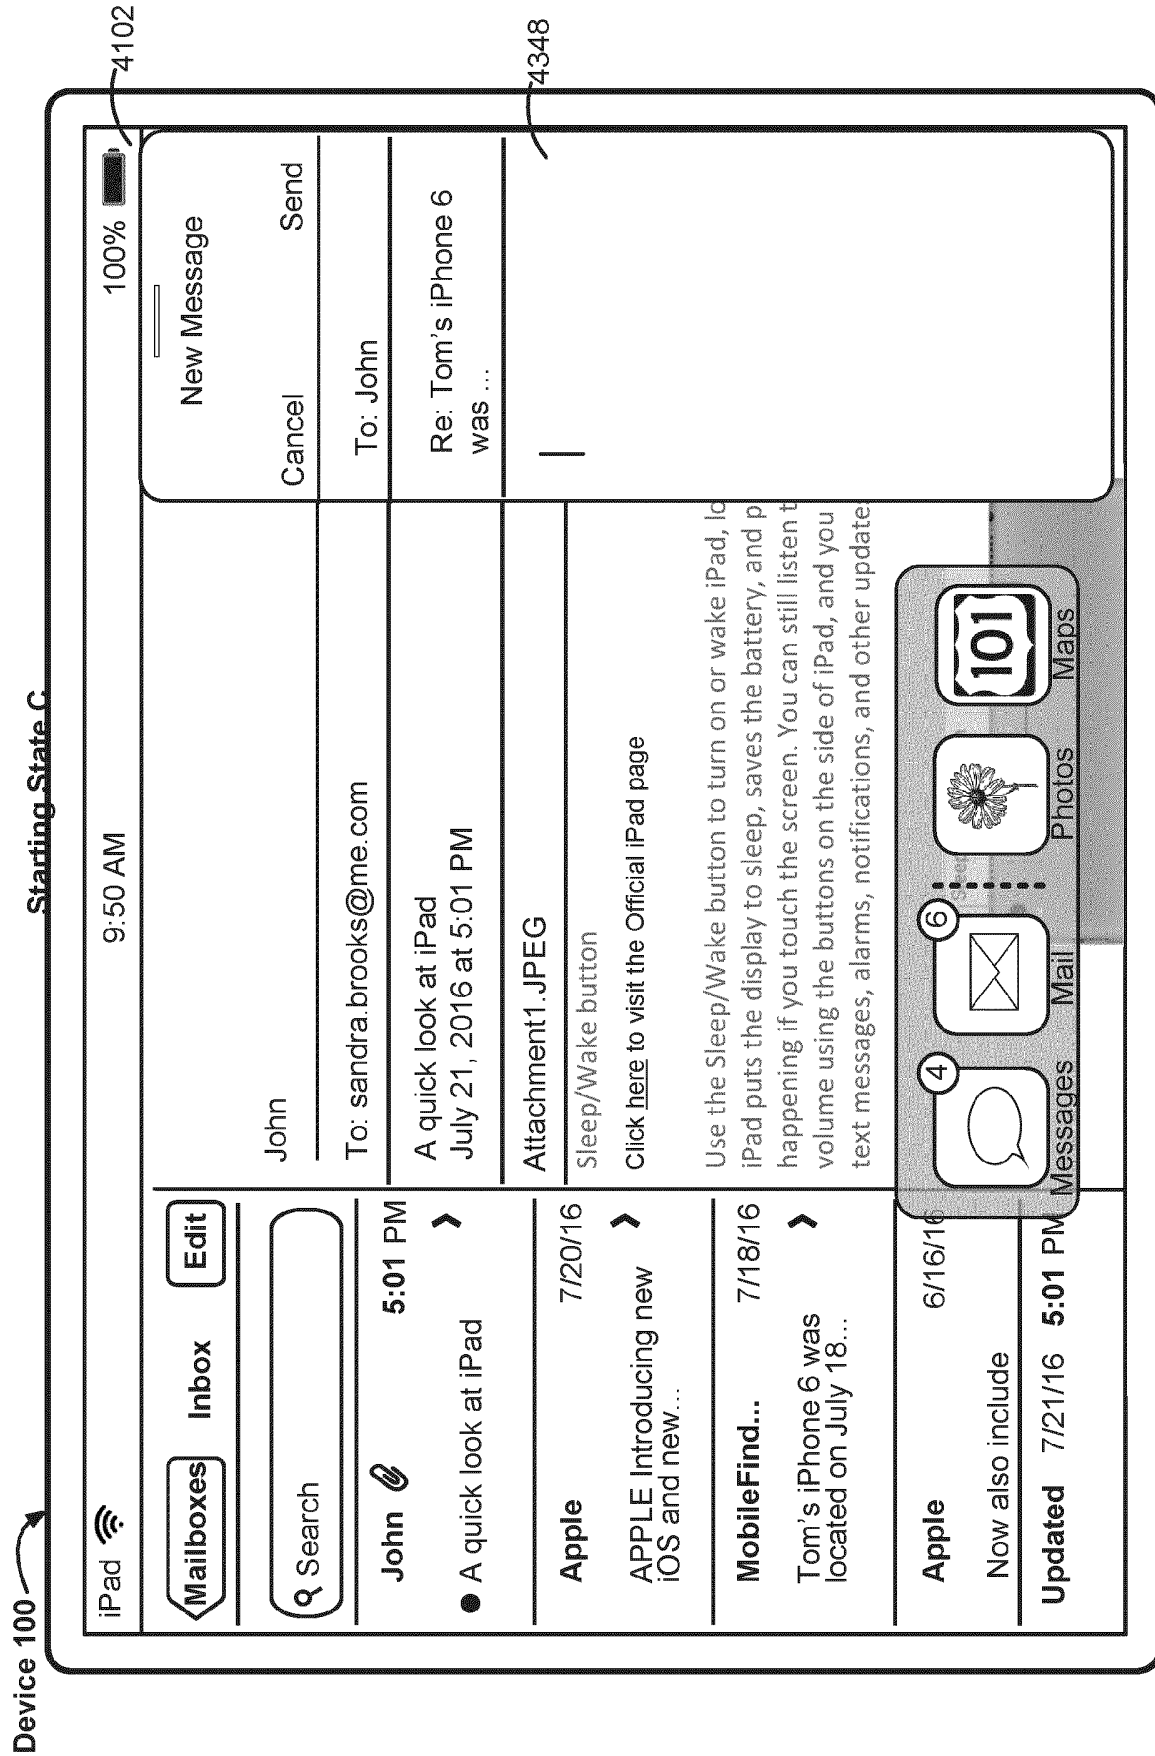 Device 100
Starting State C
4102
4348
iPad
9:50 AM
100%
Mailboxes
Inbox
Edit
Search
John
5:01 PM
A quick look at iPad
Apple
7/20/16
APPLE Introducing new
iOS and new...
MobileFind...
7/18/16
Tom's iPhone 6 was
located on July 18...
Apple
6/16/16
Now also include
Updated 7/21/16 5:01 PM
John
To: sandra.brooks@me.com
A quick look at iPad
July 21, 2016 at 5:01 PM
Attachment1.JPEG
Sleep/Wake button
Click here to visit the Official iPad page
Use the Sleep/Wake button to turn on or wake iPad, lo
iPad puts the display to sleep, saves the battery, and p
happening if you touch the screen. You can still listen t
volume using the buttons on the side of iPad, and you
text messages, alarms, notifications, and other update
Sleep
4
6
101
Messages
Mail
Photos
Maps
New Message
Cancel
Send
To: John
Re: Tom's iPhone 6
was ...